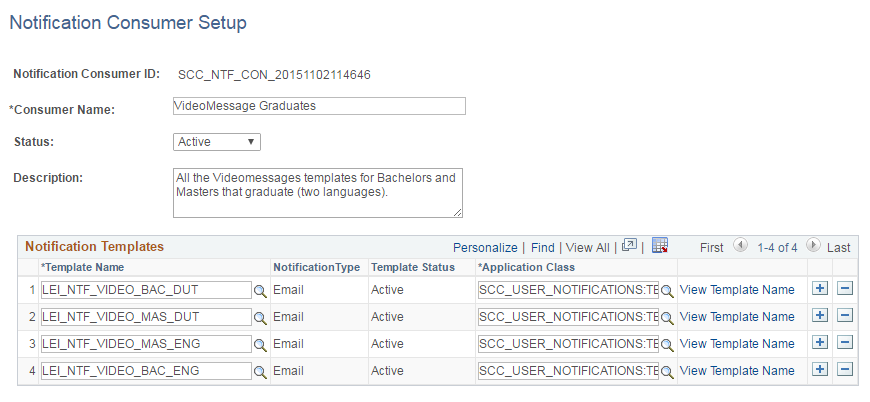 Notification Consumer Setup
Notification Consumer ID: SCC_NTF_CON_20151102114646
*Consumer Name: VideoMessage Graduates
Status: Active
Description: All the Videomessages templates for Bachelors and
Masters that graduate (two languages).
Notification Templates Personalize | Find | View All | | First 1-4 of 4 Last
*Template Name NotificationType Template Status *Application Class
1 LEI_NTF_VIDEO_BAC_DUT Email Active SCC_USER_NOTIFICATIONS:TE View Template Name
2 LEI_NTF_VIDEO_MAS_DUT Email Active SCC_USER_NOTIFICATIONS:TE View Template Name
3 LEI_NTF_VIDEO_MAS_ENG Email Active SCC_USER_NOTIFICATIONS:TE View Template Name
4 LEI_NTF_VIDEO_BAC_ENG Email Active SCC_USER_NOTIFICATIONS:TE View Template Name